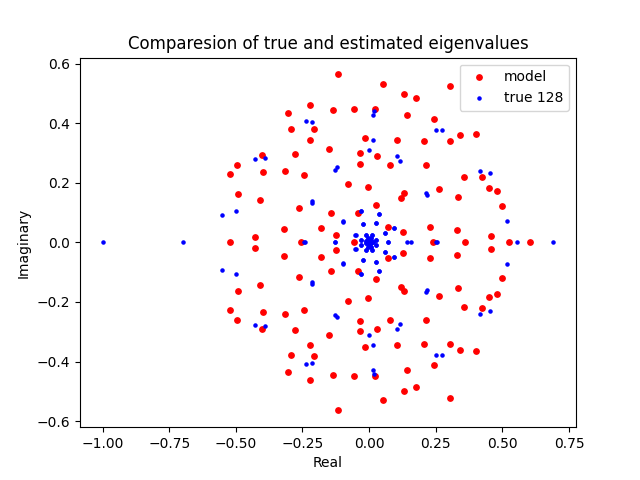 Comparesion of true and estimated eigenvalues
model
true 128
0.6
0.4
0.2
0.0
−0.2
−0.4
−0.6
Imaginary
−1.00 −0.75 −0.50 −0.25 0.00 0.25 0.50 0.75
Real